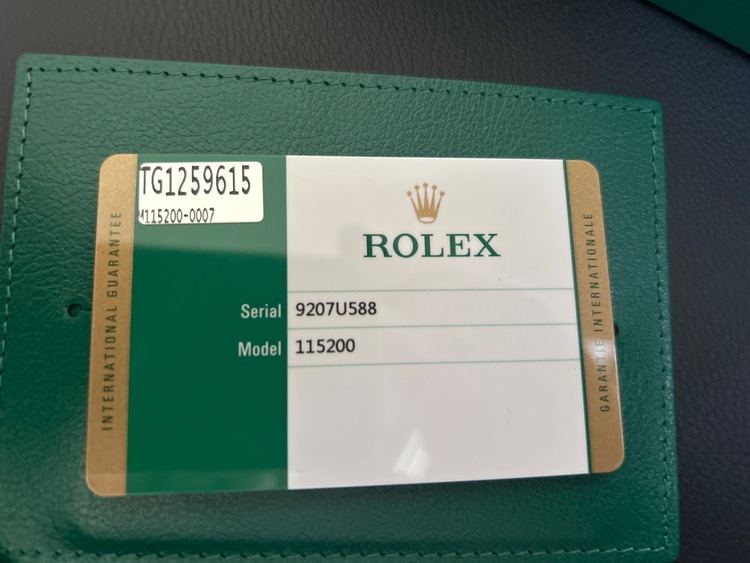 TG1259615
M115200-0007
INTERNATIONAL GUARANTEE
ROLEX
Serial 9207U588
Model 115200
GARANTIE INTERNATIONALE